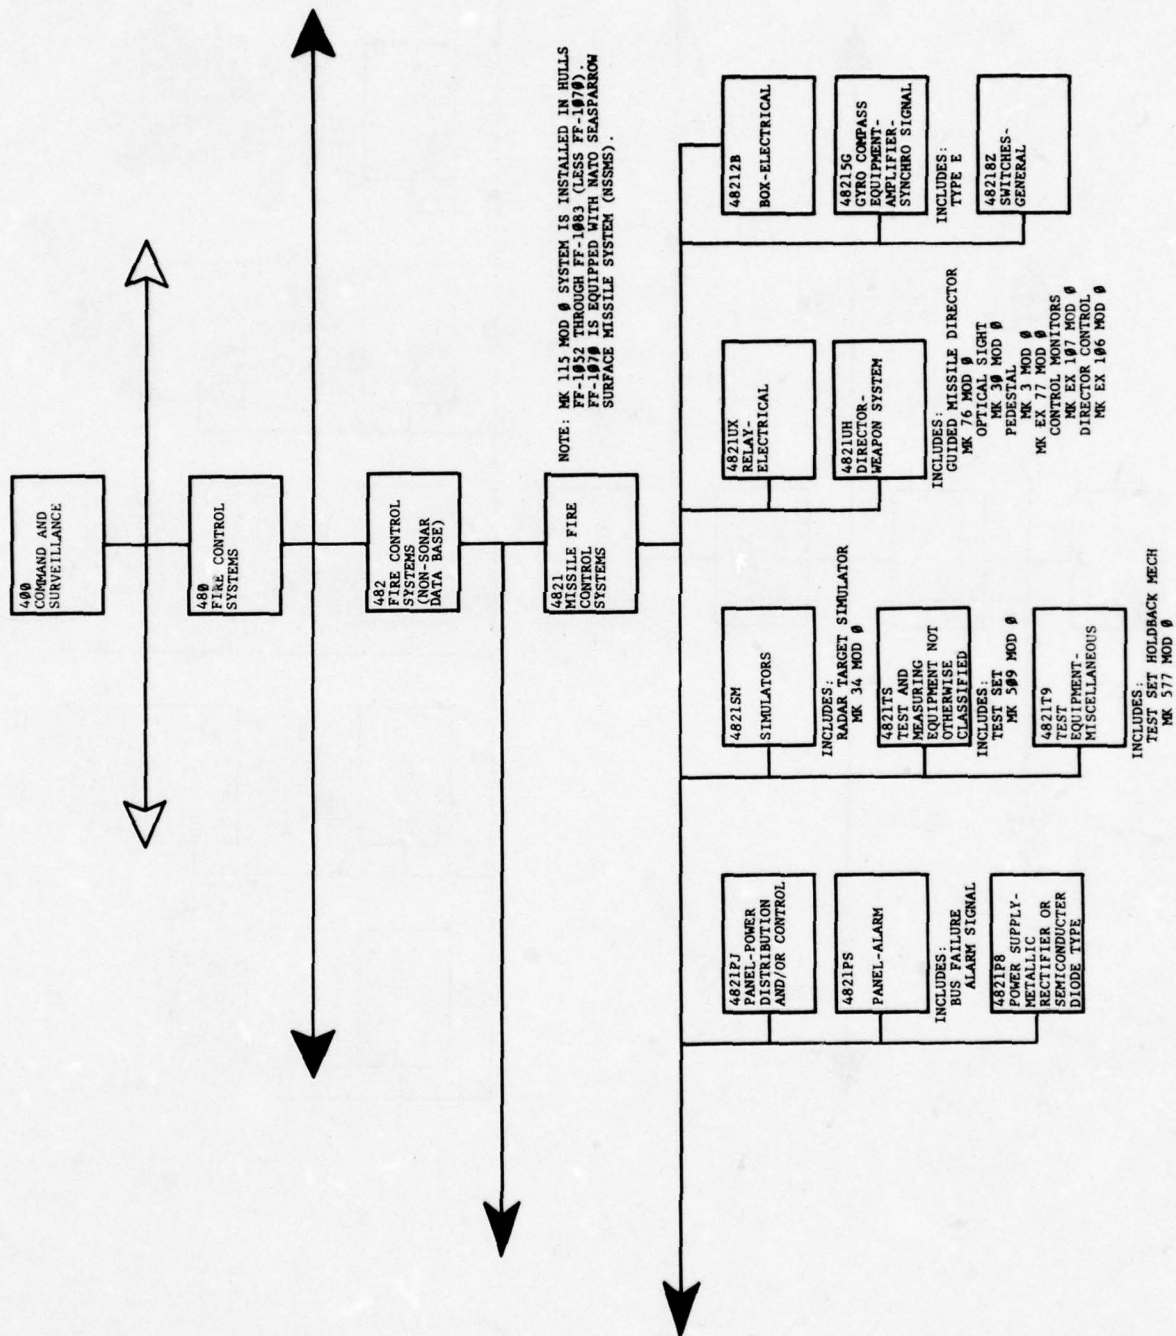 400
COMMAND AND
SURVEILLANCE
480
FIRE CONTROL
SYSTEMS
482
FIRE CONTROL
SYSTEMS
(NON-SONAR
DATA BASE)
4821
MISSILE FIRE
CONTROL
SYSTEMS
NOTE: MK 115 MOD 0 SYSTEM IS INSTALLED IN HULLS
FF-1052 THROUGH FF-1083 (LESS FF-1070).
FF-1070 IS EQUIPPED WITH NATO SEASPARROW
SURFACE MISSILE SYSTEM (NSSMS).
4821PJ
PANEL-POWER
DISTRIBUTION
AND/OR CONTROL
4821PS
PANEL-ALARM
INCLUDES:
BUS FAILURE
ALARM SIGNAL
4821P8
POWER SUPPLY-
METALLIC
RECTIFIER OR
SEMICONDUCTER
DIODE TYPE
4821SM
SIMULATORS
INCLUDES:
RADAR TARGET SIMULATOR
MK 34 MOD 0
4821TS
TEST AND
MEASURING
EQUIPMENT NOT
OTHERWISE
CLASSIFIED
INCLUDES:
TEST SET
MK 509 MOD 0
4821T9
TEST
EQUIPMENT-
MISCELLANEOUS
INCLUDES:
TEST SET HOLDBACK MECH
MK 577 MOD 0
4821UX
RELAY-
ELECTRICAL
4821UH
DIRECTOR-
WEAPON SYSTEM
INCLUDES:
GUIDED MISSILE DIRECTOR
MK 76 MOD 0
OPTICAL SIGHT
MK 30 MOD 0
PEDESTAL
MK 3 MOD 0
MK EX 77 MOD 0
CONTROL MONITORS
MK EX 107 MOD 0
DIRECTOR CONTROL
MK EX 106 MOD 0
48212B
BOX-ELECTRICAL
48215G
GYRO COMPASS
EQUIPMENT-
AMPLIFIER-
SYNCHRO SIGNAL
INCLUDES:
TYPE E
48218Z
SWITCHES-
GENERAL